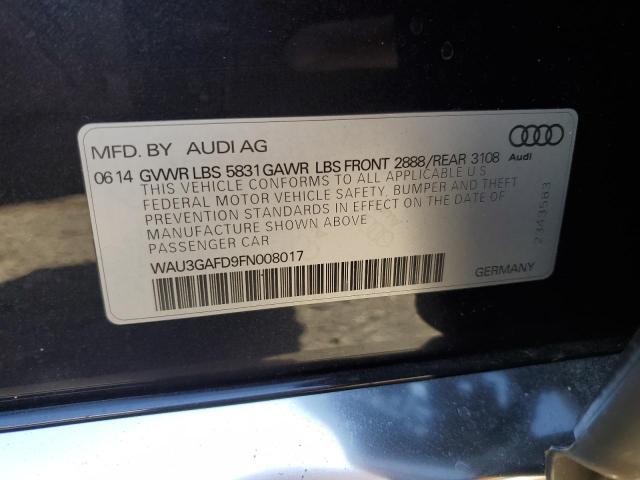 MFD. BY AUDI AG
06 14 GVWR LBS 5831 GAWR LBS FRONT 2888/REAR 3108
Audi
THIS VEHICLE CONFORMS TO ALL APPLICABLE U S
FEDERAL MOTOR VEHICLE SAFETY, BUMPER AND THEFT
PREVENTION STANDARDS IN EFFECT ON THE DATE OF
MANUFACTURE SHOWN ABOVE
PASSENGER CAR
WAU3GAFD9FN008017
GERMANY
2343583